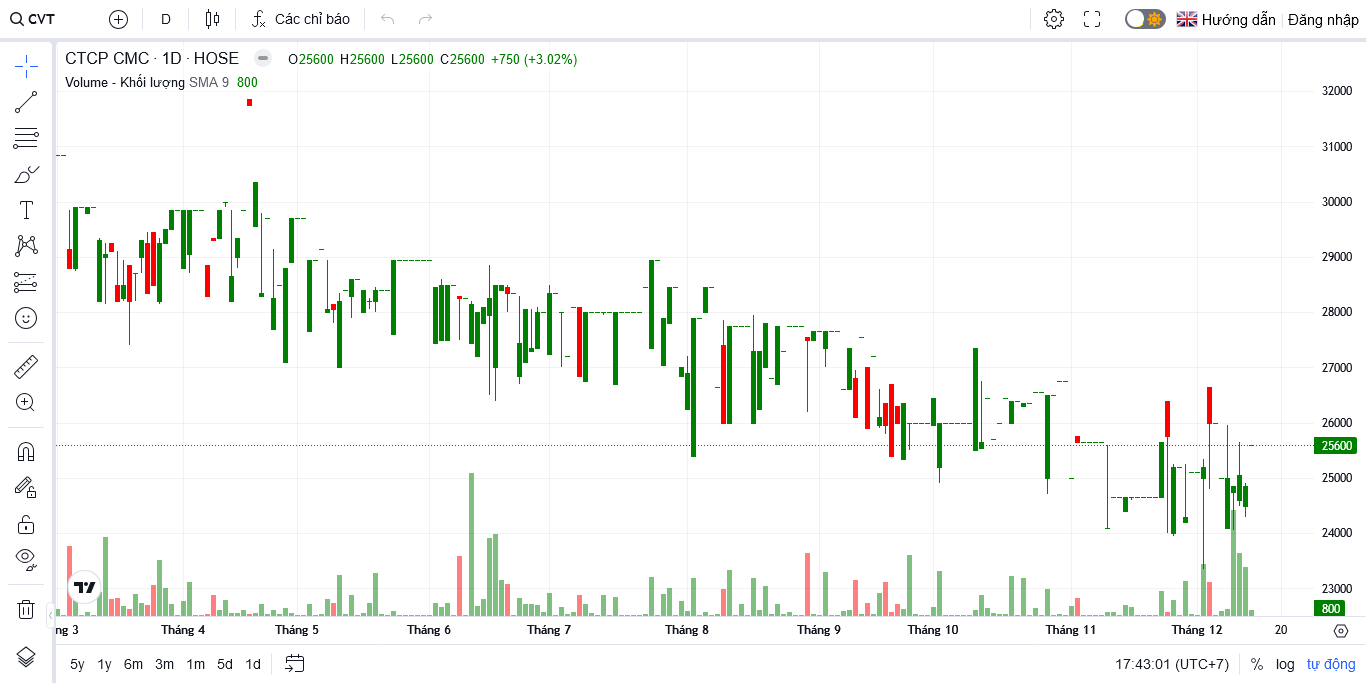 CVT
D
Các chỉ báo
Hướng dẫn
Đăng nhập
CTCP CMC · 1D · HOSE O25600 H25600 L25600 C25600 +750 (+3.02%)
Volume - Khối lượng SMA 9 800
32000
31000
30000
29000
28000
27000
26000
25600
25000
24000
23000
800
ng 3 Tháng 4 Tháng 5 Tháng 6 Tháng 7 Tháng 8 Tháng 9 Tháng 10 Tháng 11 Tháng 12 20
5y 1y 6m 3m 1m 5d 1d 17:43:01 (UTC+7) % log tự động